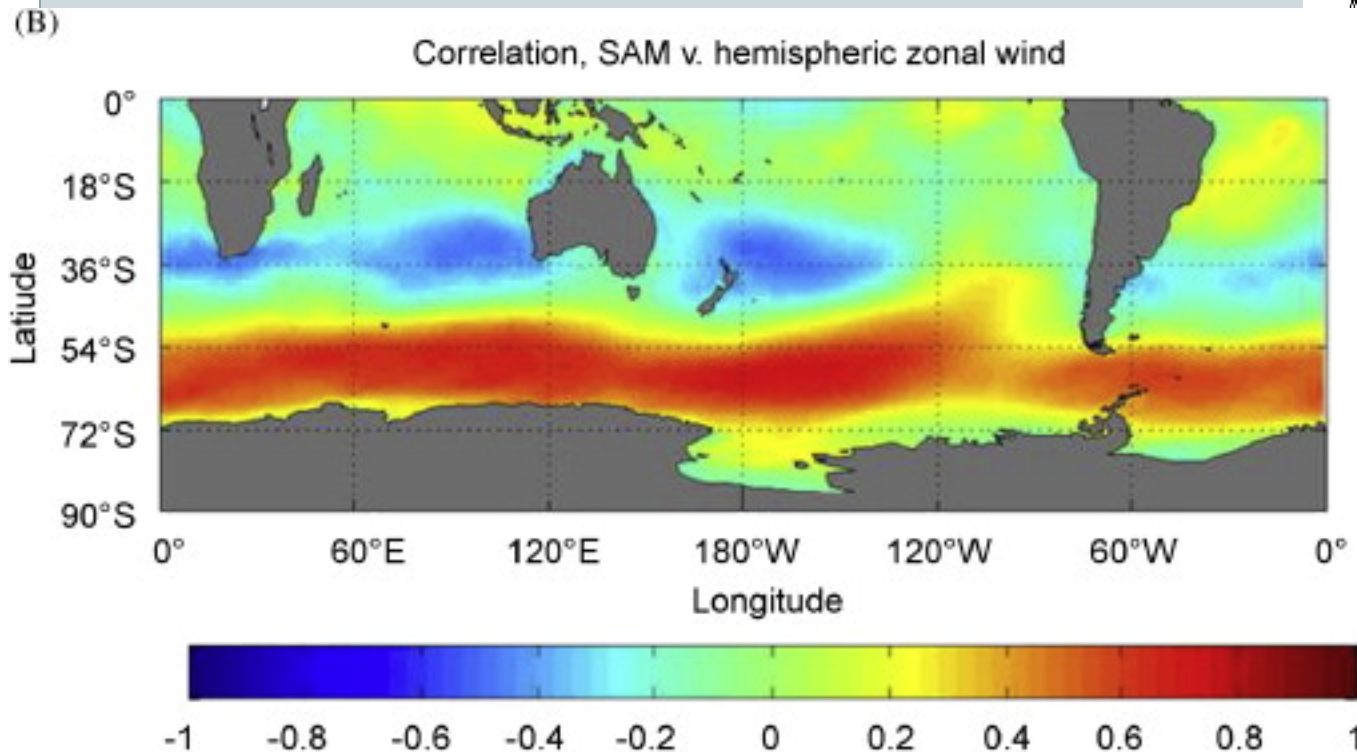 (B)
Correlation, SAM v. hemispheric zonal wind
0°
18°S
36°S
54°S
72°S
90°S
Latiude
0° 60°E 120°E 180°W 120°W 60°W 0°
Longitude
-1 -0.8 -0.6 -0.4 -0.2 0 0.2 0.4 0.6 0.8 1